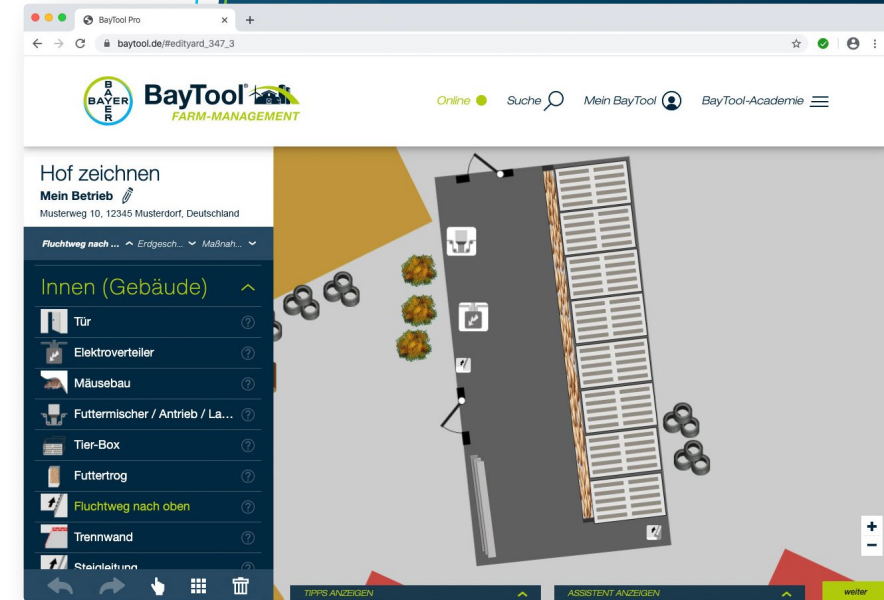 BayTool Pro
baytool.de/#edityard_347_3
BAYER
BAYER
BayTool®
FARM-MANAGEMENT
Online
Suche
Mein BayTool
BayTool-Academie
Hof zeichnen
Mein Betrieb
Musterweg 10, 12345 Musterdorf, Deutschland
Fluchtweg nach ... Erdgesch... Maßnah...
Innen (Gebäude)
Tür
Elektroverteiler
Mäusebau
Futtermischer / Antrieb / La...
Tier-Box
Futtertrog
Fluchtweg nach oben
Trennwand
Steigleitung
TIPPS ANZEIGEN
ASSISTENT ANZEIGEN
weiter